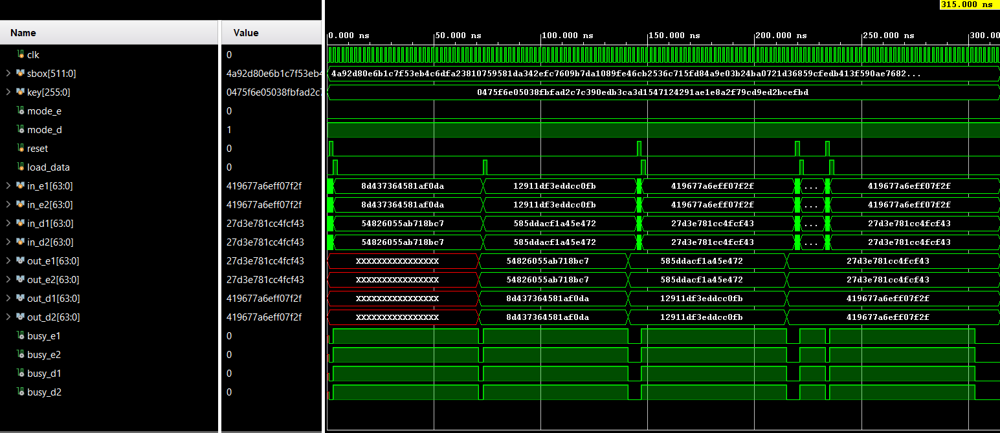 315.000 ns
Name Value 0.000 ns 50.000 ns 100.000 ns 150.000 ns 200.000 ns 250.000 ns 300.0
clk 0
sbox[511:0] 4a92d80e6b1c7f53eb4 4a92d80e6b1c7f53eb4c6dfa23810759581da342efc7609b7da1089fe46cb2536c715fd84a9e03b24ba0721d36859cfedb413f590ae7682...
key[255:0] 0475f6e05038fbfad2c7 0475f6e05038fbfad2c7c390edb3ca3d1547124291ae1e8a2f79cd9ed2bcefbd
mode_e 0
mode_d 1
reset 0
load_data 0
in_e1[63:0] 419677a6eff07f2f 8d437364581af0da 12911df3eddcc0fb 419677a6eff07f2f ... 419677a6eff07f2f
in_e2[63:0] 419677a6eff07f2f 8d437364581af0da 12911df3eddcc0fb 419677a6eff07f2f ... 419677a6eff07f2f
in_d1[63:0] 27d3e781cc4fcf43 54826055ab718bc7 585ddacf1a45e472 27d3e781cc4fcf43 ... 27d3e781cc4fcf43
in_d2[63:0] 27d3e781cc4fcf43 54826055ab718bc7 585ddacf1a45e472 27d3e781cc4fcf43 ... 27d3e781cc4fcf43
out_e1[63:0] 27d3e781cc4fcf43 XXXXXXXXXXXXXXXX 54826055ab718bc7 585ddacf1a45e472 27d3e781cc4fcf43
out_e2[63:0] 27d3e781cc4fcf43 XXXXXXXXXXXXXXXX 54826055ab718bc7 585ddacf1a45e472 27d3e781cc4fcf43
out_d1[63:0] 419677a6eff07f2f XXXXXXXXXXXXXXXX 8d437364581af0da 12911df3eddcc0fb 419677a6eff07f2f
out_d2[63:0] 419677a6eff07f2f XXXXXXXXXXXXXXXX 8d437364581af0da 12911df3eddcc0fb 419677a6eff07f2f
busy_e1 0
busy_e2 0
busy_d1 0
busy_d2 0